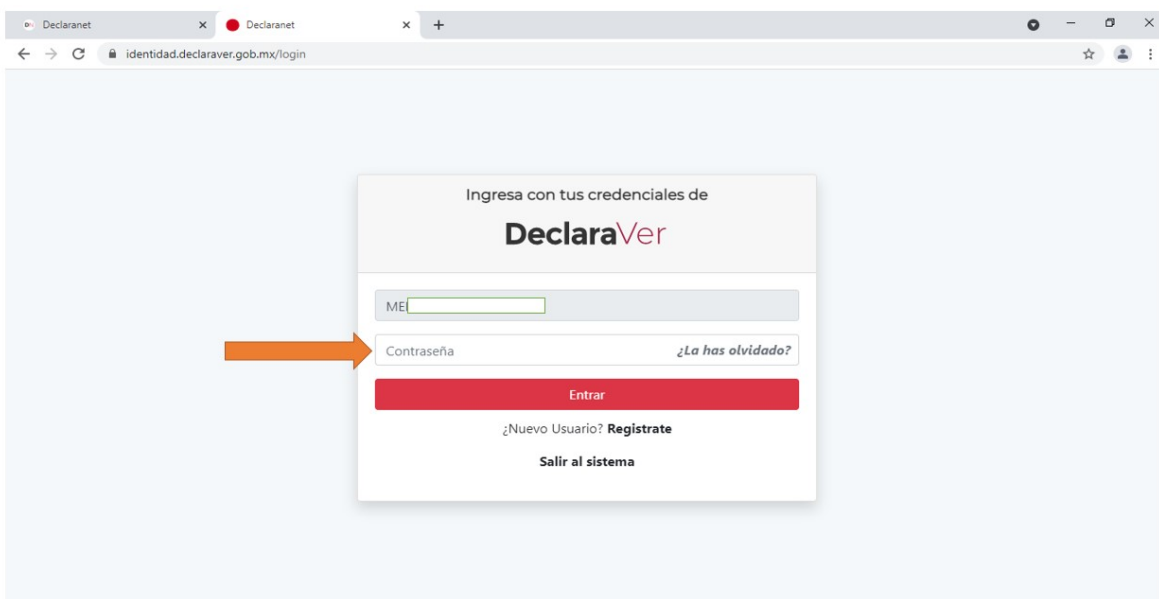 Declaranet
Declaranet
identidad.declaraver.gob.mx/login
Ingresa con tus credenciales de
DeclaraVer
MEI
Contraseña
¿La has olvidado?
Entrar
¿Nuevo Usuario? Registrate
Salir al sistema